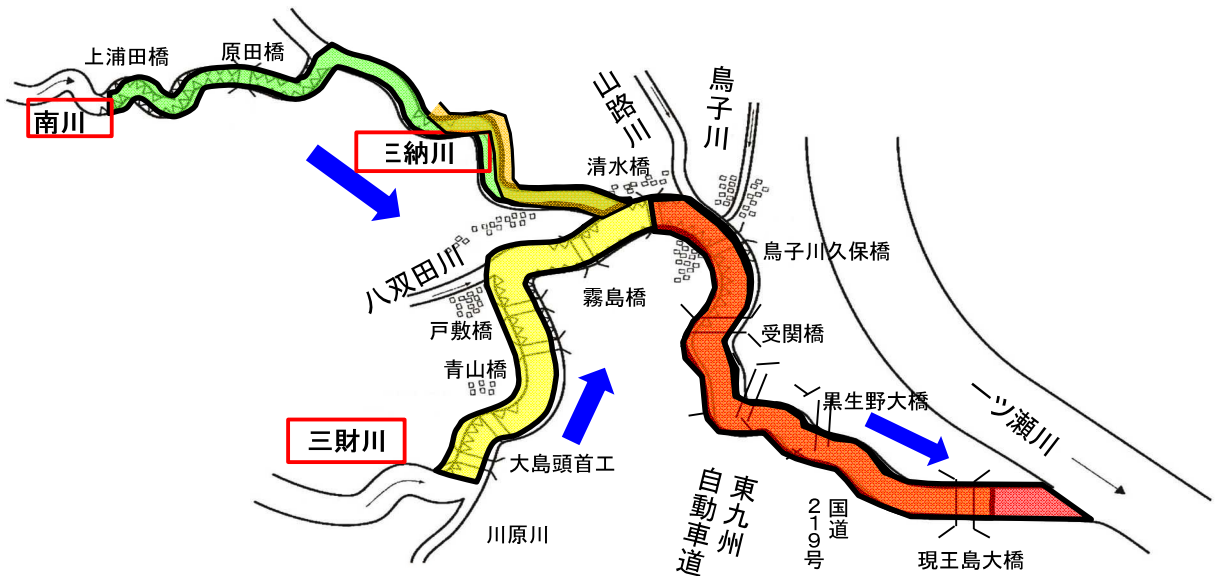 上浦田橋
原田橋
南川
三納川
山路川
鳥子川
清水橋
八双田川
鳥子川久保橋
霧島橋
戸敷橋
受関橋
青山橋
黒生野大橋
一ツ瀬川
三財川
大島頭首工
東九州
自動車道
国道
219号
川原川
現王島大橋